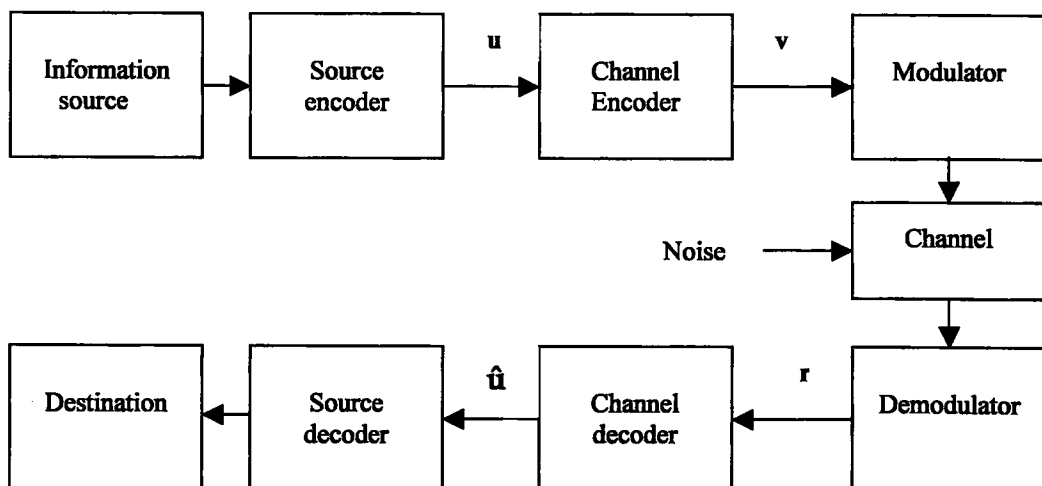 u
v
Information
source
Source
encoder
Channel
Encoder
Modulator
Noise
Channel
Destination
Source
decoder
û
Channel
decoder
r
Demodulator